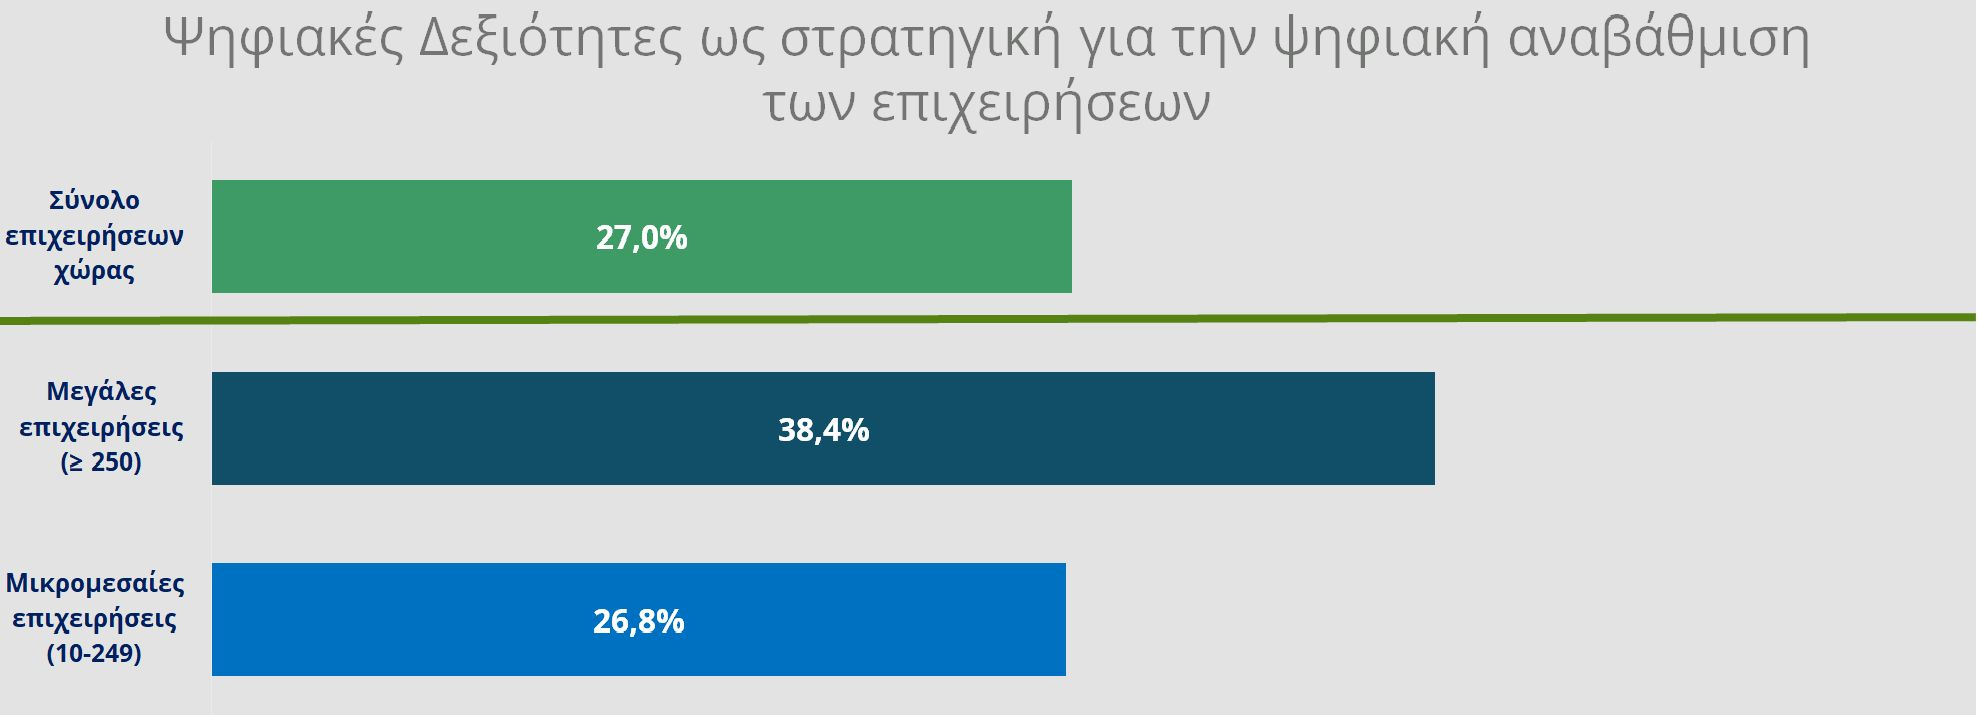 Ψηφιακές Δεξιότητες ως στρατηγική για την ψηφιακή αναβάθμιση
των επιχειρήσεων
Σύνολο
επιχειρήσεων
χώρας
27,0%
Μεγάλες
επιχειρήσεις
(≥ 250)
38,4%
Μικρομεσαίες
επιχειρήσεις
(10-249)
26,8%